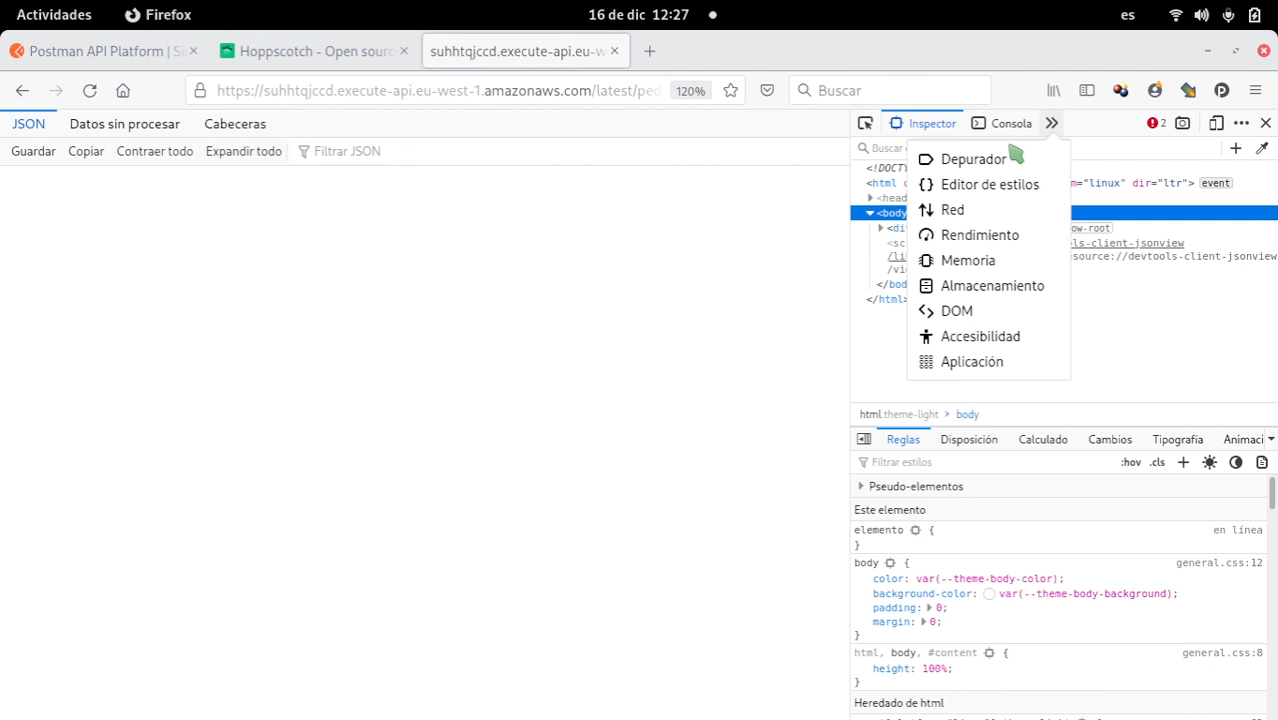 Actividades Firefox 16 de dic 12:27 es
Postman API Platform | Si Hoppscotch - Open sourc suhhtqjccd.execute-api.eu-w
https://suhhtqjccd.execute-api.eu-west-1.amazonaws.com/latest/ped 120% Buscar
JSON Datos sin procesar Cabeceras
Guardar Copiar Contraer todo Expandir todo Filtrar JSON
Inspector Consola 2
Buscar
Depurador
Editor de estilos
Red
Rendimiento
Memoria
Almacenamiento
DOM
Accesibilidad
Aplicación
<!DOCTY
<html m="linux" dir="ltr"> event
<head
<body
<di ow-root
<sc ols-client-jsonview
/li esource://devtools-client-jsonview
/vi
</bod
</html>
html.theme-light > body
Reglas Disposición Calculado Cambios Tipografía Animaci
Filtrar estilos :hov .cls
Pseudo-elementos
Este elemento
elemento { en línea
}
body { general.css:12
color: var(--theme-body-color);
background-color: var(--theme-body-background);
padding: 0;
margin: 0;
}
html, body, #content { general.css:8
height: 100%;
}
Heredado de html